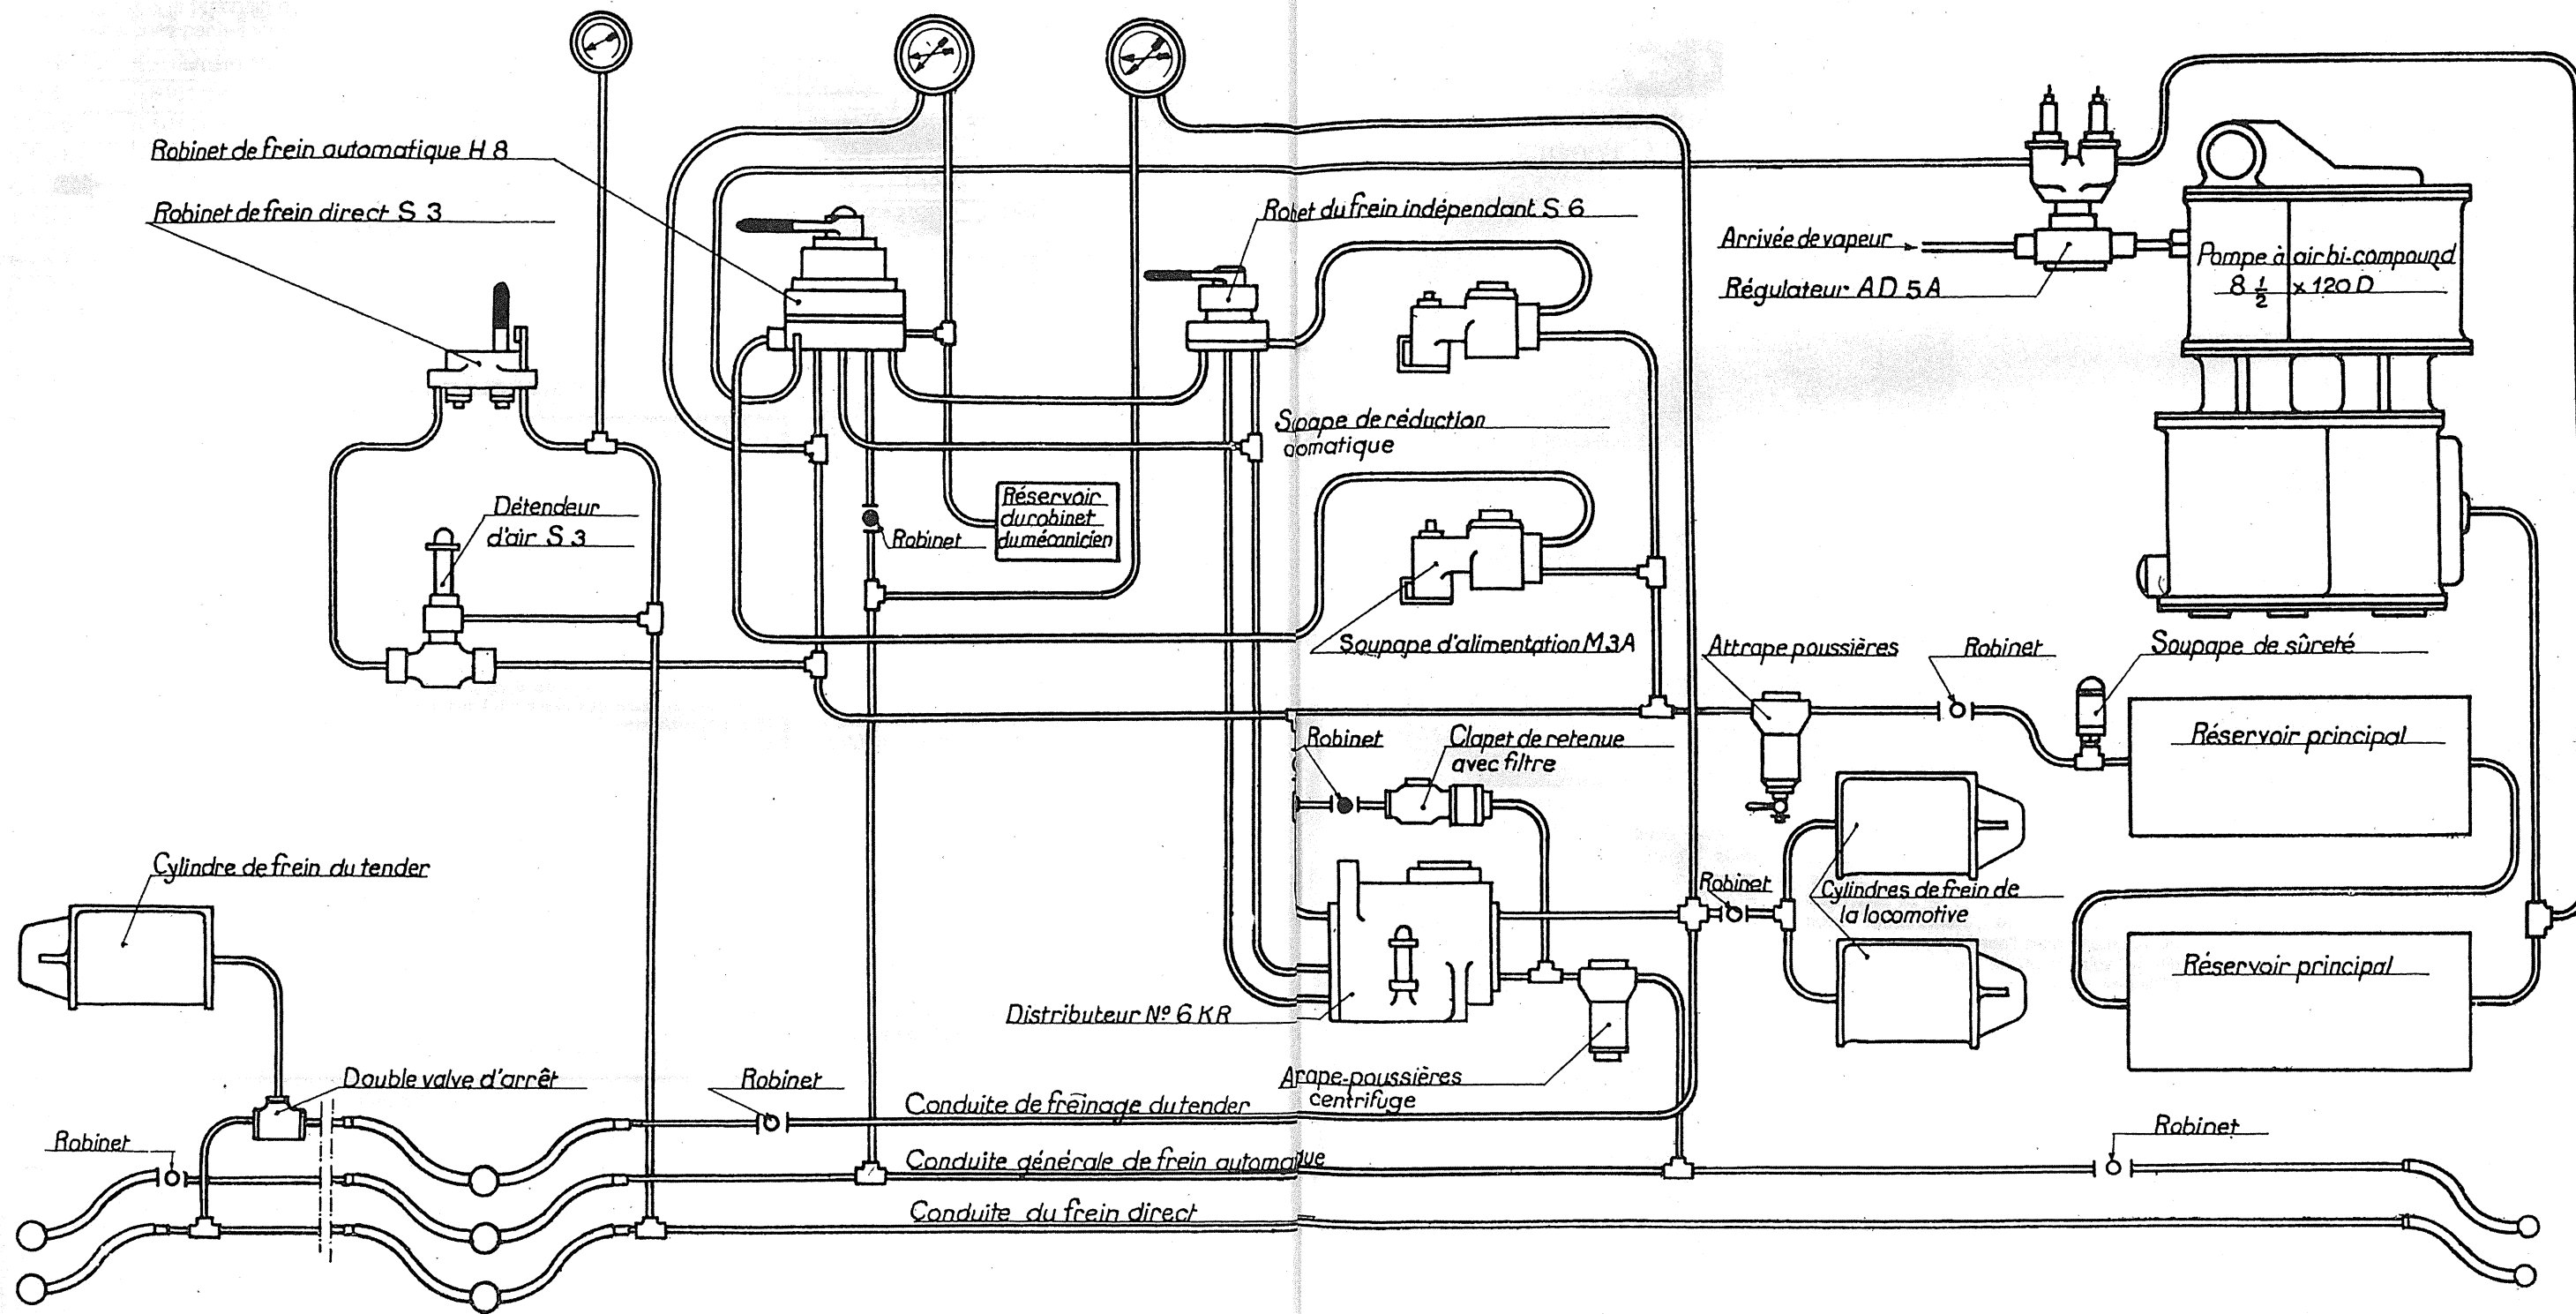 Robinet de frein automatique H 8
Robinet de frein direct S 3
Robet du frein indépendant S 6
Arrivée de vapeur
Régulateur AD 5A
Pompe à air bi-compound
8 1/2 x 120 D
Sopape de réduction
omatique
Détendeur
d'air S 3
Robinet
Réservoir
du robinet
du mécanicien
Soupape d'alimentation M3A
Attrape poussières
Robinet
Soupape de sûreté
Réservoir principal
Robinet
Clapet de retenue
avec filtre
Cylindre de frein du tender
Robinet
Cylindres de frein de
la locomotive
Réservoir principal
Distributeur Nº 6 KR
Arape-poussières
centrifuge
Double valve d'arrêt
Robinet
Conduite de freinage du tender
Robinet
Conduite générale de frein automaque
Robinet
Conduite du frein direct